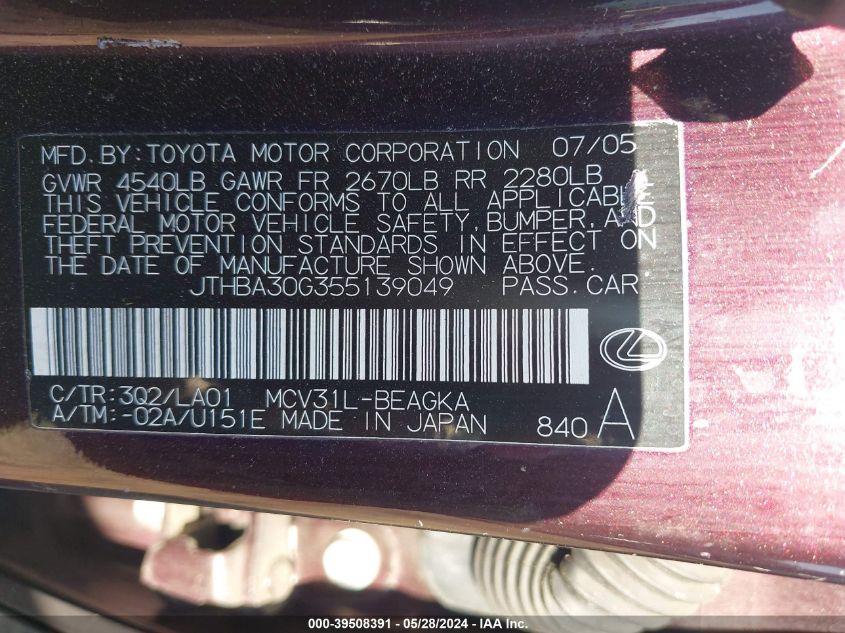 MFD. BY: TOYOTA MOTOR CORPORATION 07/05
GVWR 4540LB GAWR FR 2670LB RR 2280LB
THIS VEHICLE CONFORMS TO ALL APPLICABLE
FEDERAL MOTOR VEHICLE SAFETY, BUMPER, AND
THEFT PREVENTION STANDARDS IN EFFECT ON
THE DATE OF MANUFACTURE SHOWN ABOVE.
JTHBA30G355139049 PASS. CAR
C/TR: 3Q2/LA01 MCV31L-BEAGKA
A/TM: -02A/U151E MADE IN JAPAN 840 A
000-39508391 - 05/28/2024 - IAA Inc.